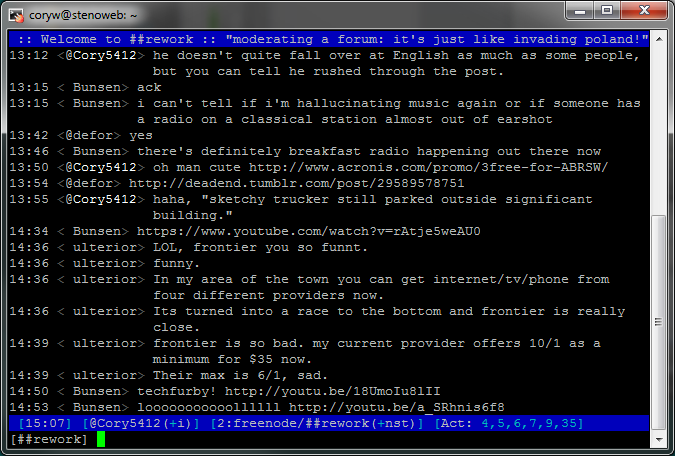 coryw@stenoweb: ~
:: Welcome to ##rework :: "moderating a forum: it's just like invading poland!"
13:12 <@Cory5412> he doesn't quite fall over at English as much as some people,
but you can tell he rushed through the post.
13:15 < Bunsen> ack
13:15 < Bunsen> i can't tell if i'm hallucinating music again or if someone has
a radio on a classical station almost out of earshot
13:42 <@defor> yes
13:46 < Bunsen> there's definitely breakfast radio happening out there now
13:50 <@Cory5412> oh man cute http://www.acronis.com/promo/3free-for-ABRSW/
13:54 <@defor> http://deadend.tumblr.com/post/29589578751
13:55 <@Cory5412> haha, "sketchy trucker still parked outside significant
building."
14:34 < Bunsen> https://www.youtube.com/watch?v=rAtje5weAU0
14:36 < ulterior> LOL, frontier you so funnt.
14:36 < ulterior> funny.
14:36 < ulterior> In my area of the town you can get internet/tv/phone from
four different providers now.
14:36 < ulterior> Its turned into a race to the bottom and frontier is really
close.
14:39 < ulterior> frontier is so bad. my current provider offers 10/1 as a
minimum for $35 now.
14:39 < ulterior> Their max is 6/1, sad.
14:50 < Bunsen> techfurby! http://youtu.be/18UmoIu8lII
14:53 < Bunsen> looooooooooollllll http://youtu.be/a_SRhnis6f8
[15:07] [@Cory5412(+i)] [2:freenode/##rework(+nst)] [Act: 4,5,6,7,9,35]
[##rework]